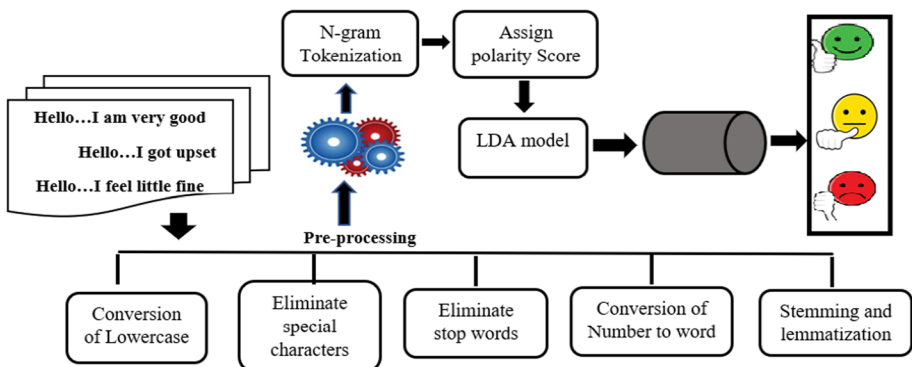 N-gram
Tokenization
Assign
polarity Score
Hello...I am very good
Hello...I got upset
Hello...I feel little fine
LDA model
Pre-processing
Conversion
of Lowercase
Eliminate
special
characters
Eliminate
stop words
Conversion of
Number to word
Stemming and
lemmatization